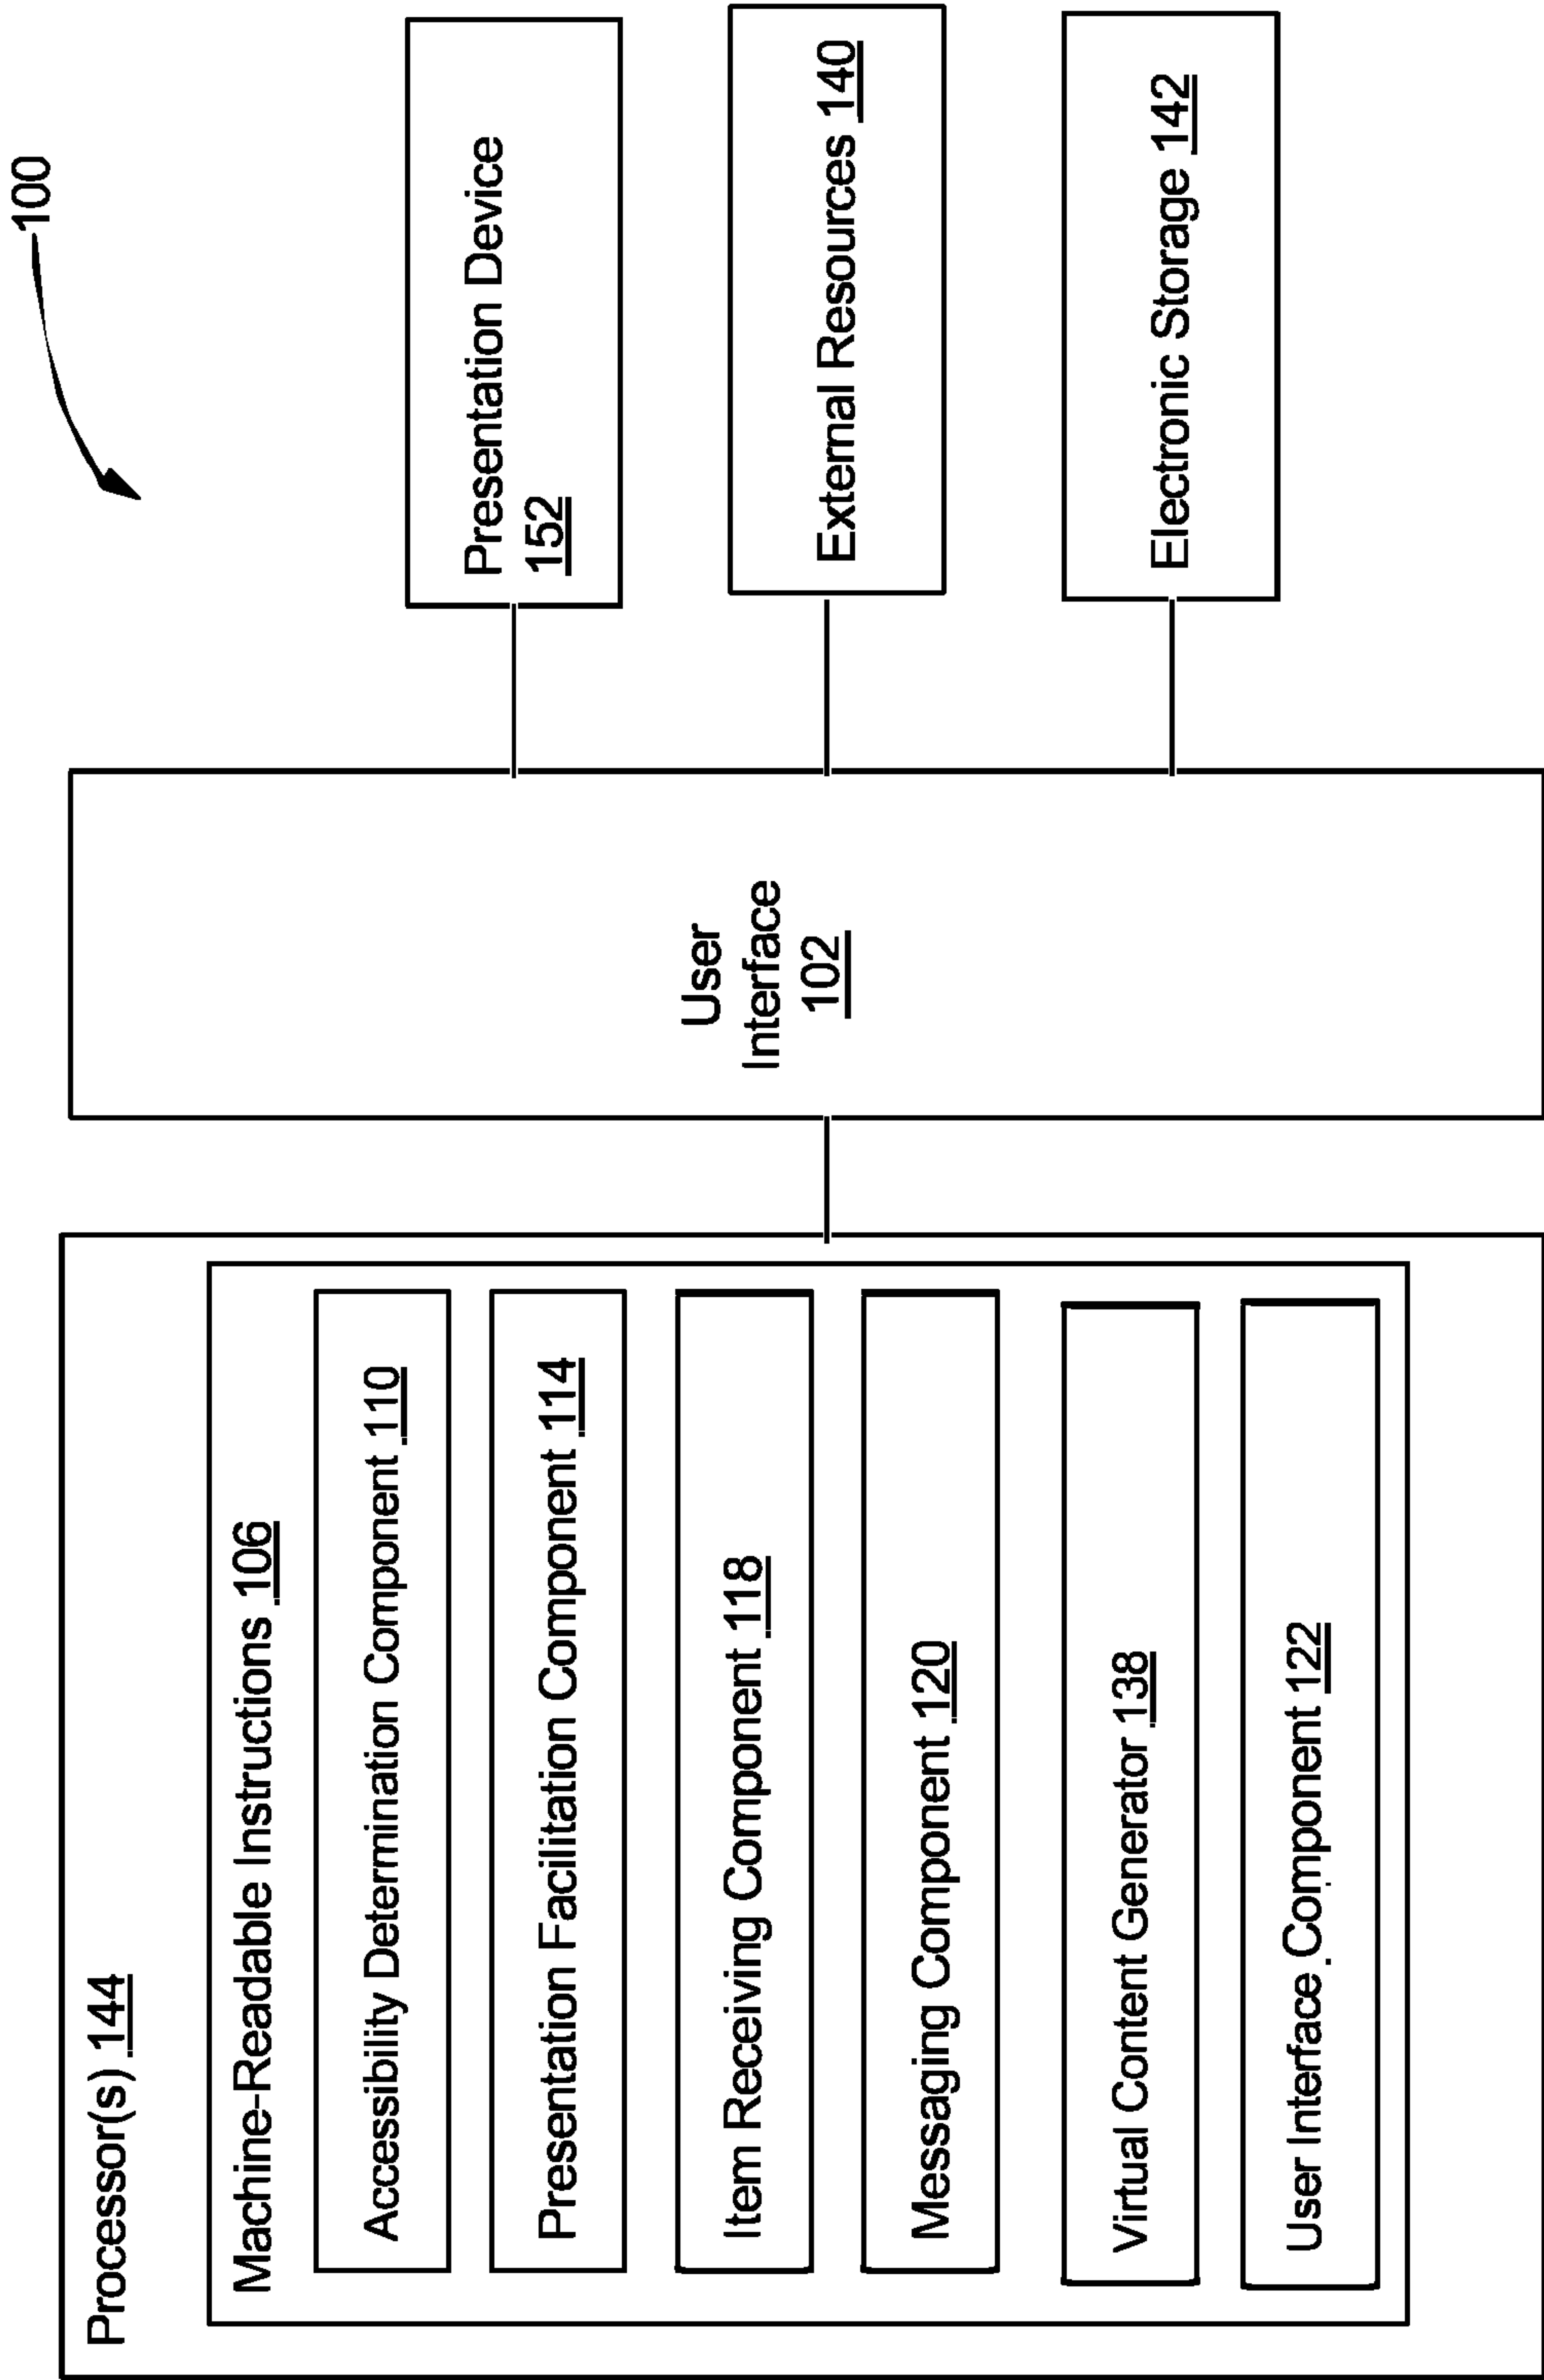 100
Processor(s) 144
Machine-Readable Instructions 106
Accessibility Determination Component 110
Presentation Facilitation Component 114
Item Receiving Component 118
Messaging Component 120
Virtual Content Generator 138
User Interface Component 122
User
Interface
102
Presentation Device
152
External Resources 140
Electronic Storage 142